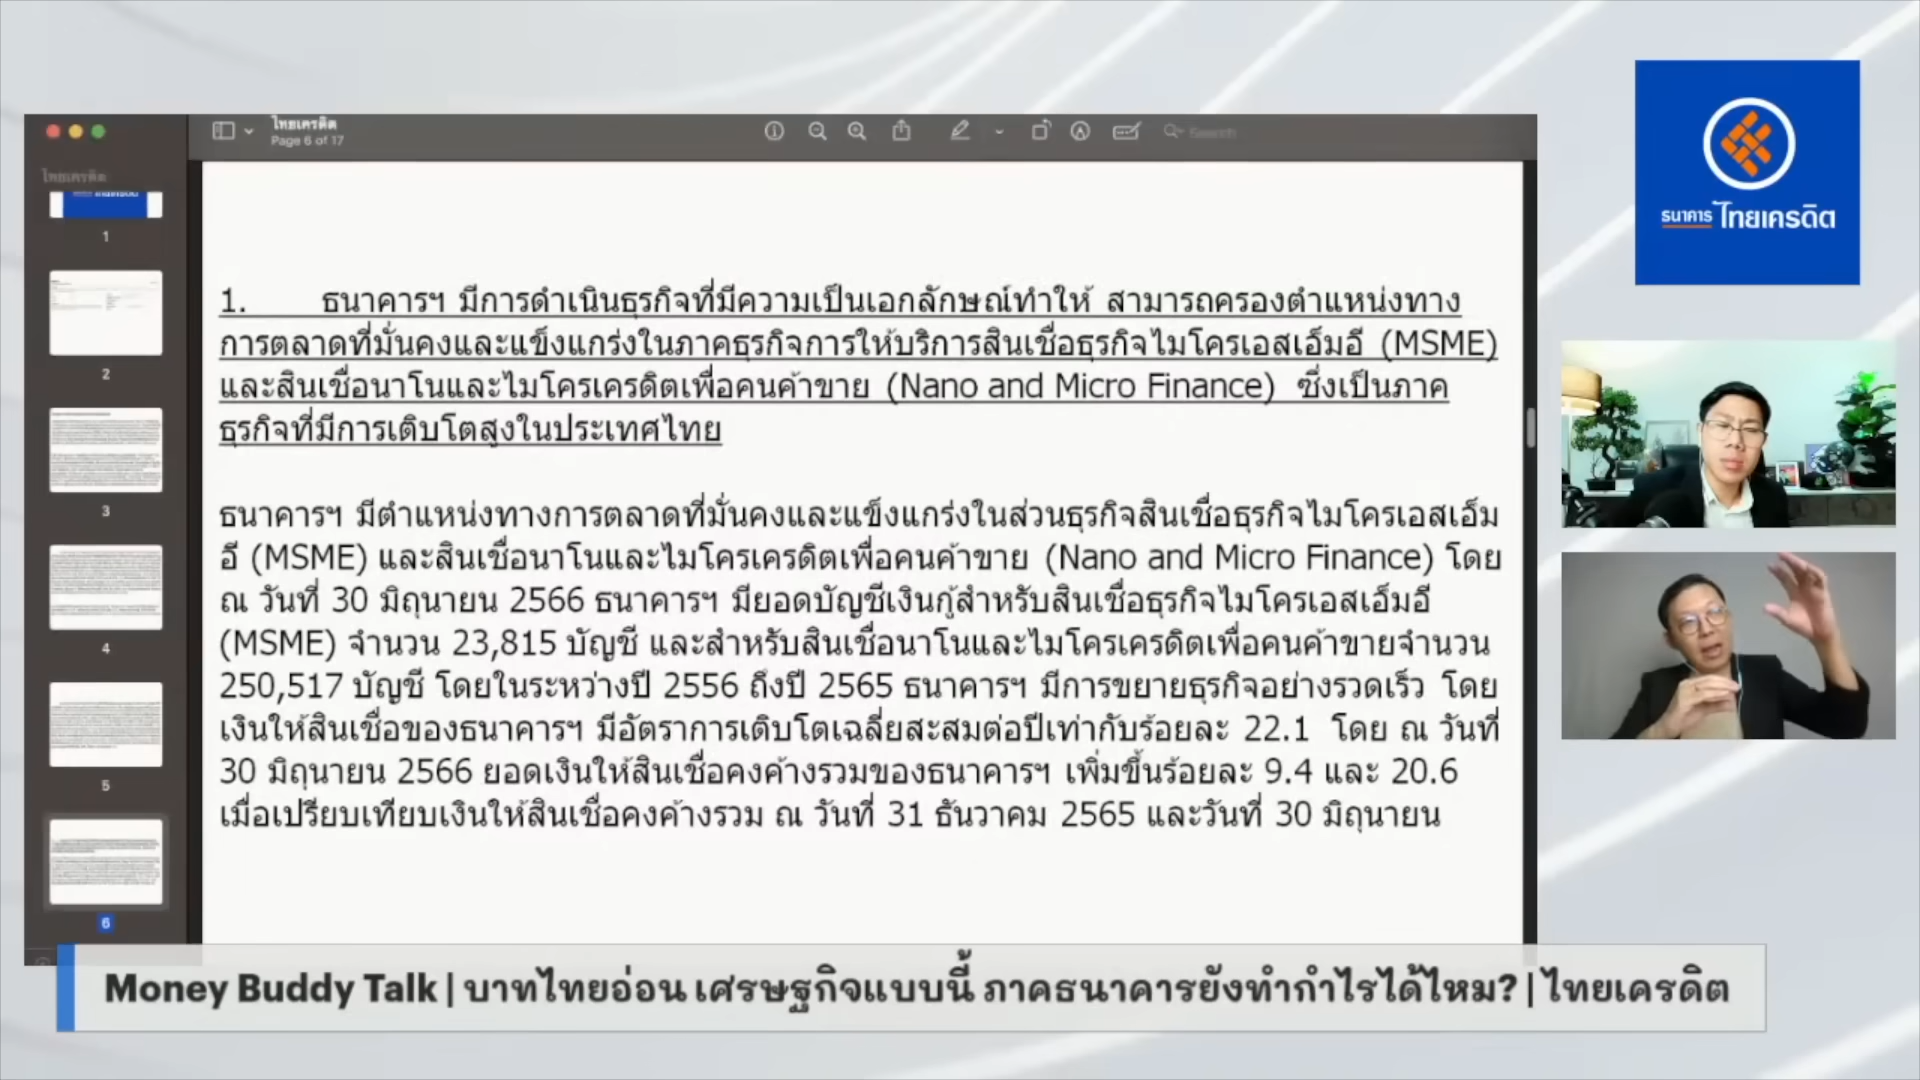 ไทยเครดิต
Page 6 of 17
Search
ไทยเครดิต
1
2
3
4
5
6
1. ธนาคารฯ มีการดำเนินธุรกิจที่มีความเป็นเอกลักษณ์ทำให้ สามารถครองตำแหน่งทาง
การตลาดที่มั่นคงและแข็งแกร่งในภาคธุรกิจการให้บริการสินเชื่อธุรกิจไมโครเอสเอ็มอี (MSME)
และสินเชื่อนาโนและไมโครเครดิตเพื่อคนค้าขาย (Nano and Micro Finance) ซึ่งเป็นภาค
ธุรกิจที่มีการเติบโตสูงในประเทศไทย
ธนาคารฯ มีตำแหน่งทางการตลาดที่มั่นคงและแข็งแกร่งในส่วนธุรกิจสินเชื่อธุรกิจไมโครเอสเอ็ม
อี (MSME) และสินเชื่อนาโนและไมโครเครดิตเพื่อคนค้าขาย (Nano and Micro Finance) โดย
ณ วันที่ 30 มิถุนายน 2566 ธนาคารฯ มียอดบัญชีเงินกู้สำหรับสินเชื่อธุรกิจไมโครเอสเอ็มอี
(MSME) จำนวน 23,815 บัญชี และสำหรับสินเชื่อนาโนและไมโครเครดิตเพื่อคนค้าขายจำนวน
250,517 บัญชี โดยในระหว่างปี 2556 ถึงปี 2565 ธนาคารฯ มีการขยายธุรกิจอย่างรวดเร็ว โดย
เงินให้สินเชื่อของธนาคารฯ มีอัตราการเติบโตเฉลี่ยสะสมต่อปีเท่ากับร้อยละ 22.1 โดย ณ วันที่
30 มิถุนายน 2566 ยอดเงินให้สินเชื่อคงค้างรวมของธนาคารฯ เพิ่มขึ้นร้อยละ 9.4 และ 20.6
เมื่อเปรียบเทียบเงินให้สินเชื่อคงค้างรวม ณ วันที่ 31 ธันวาคม 2565 และวันที่ 30 มิถุนายน
ธนาคาร ไทยเครดิต
Money Buddy Talk | บาทไทยอ่อน เศรษฐกิจแบบนี้ ภาคธนาคารยังทำกำไรได้ไหม? | ไทยเครดิต